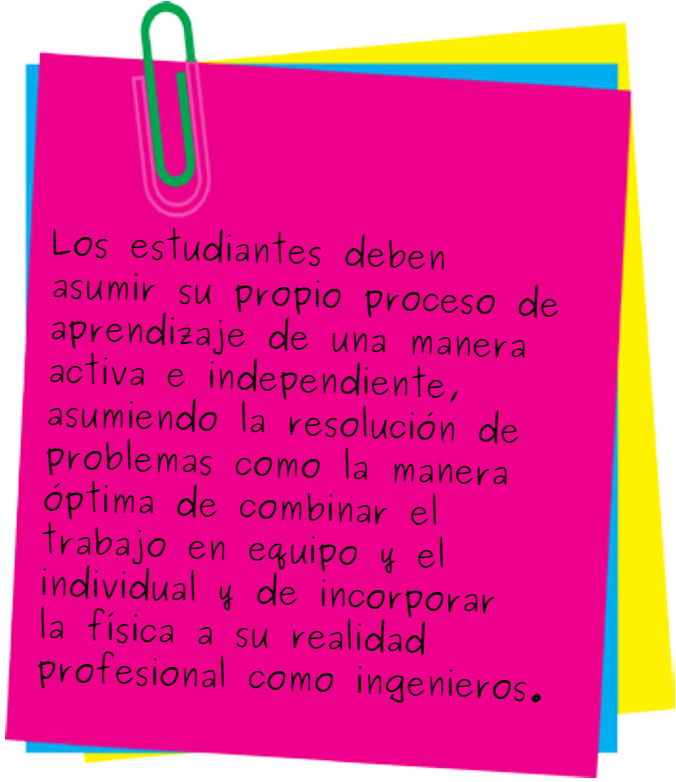 Los estudiantes deben
asumir su propio proceso de
aprendizaje de una manera
activa e independiente,
asumiendo la resolución de
problemas como la manera
óptima de combinar el
trabajo en equipo y el
individual y de incorporar
la física a su realidad
profesional como ingenieros.